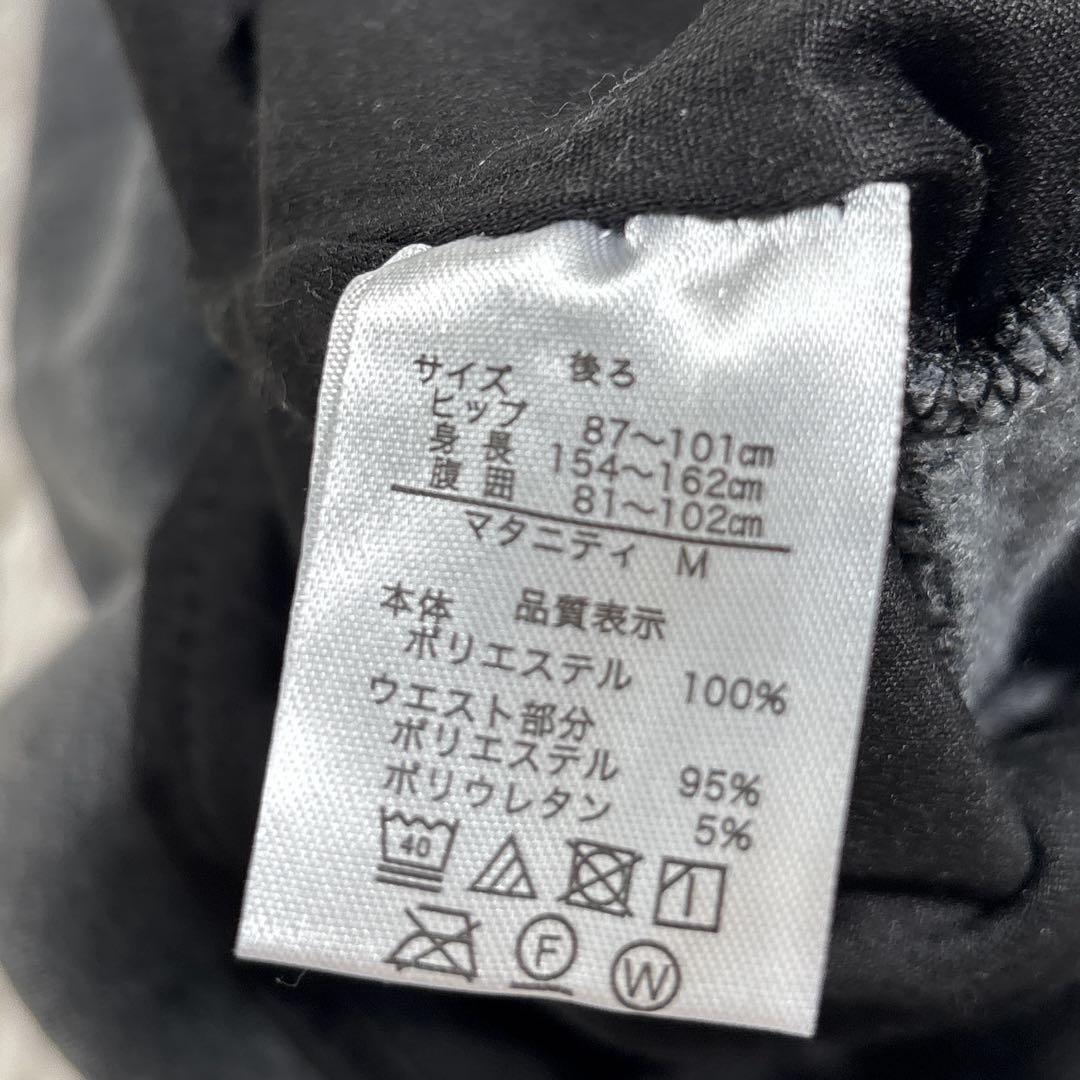 サイズ 後ろ
ヒップ 87～101㎝
身長 154～162㎝
腹囲 81～102㎝
マタニティ M
本体 品質表示
ポリエステル 100%
ウエスト部分
ポリエステル 95%
ポリウレタン 5%
40
F W